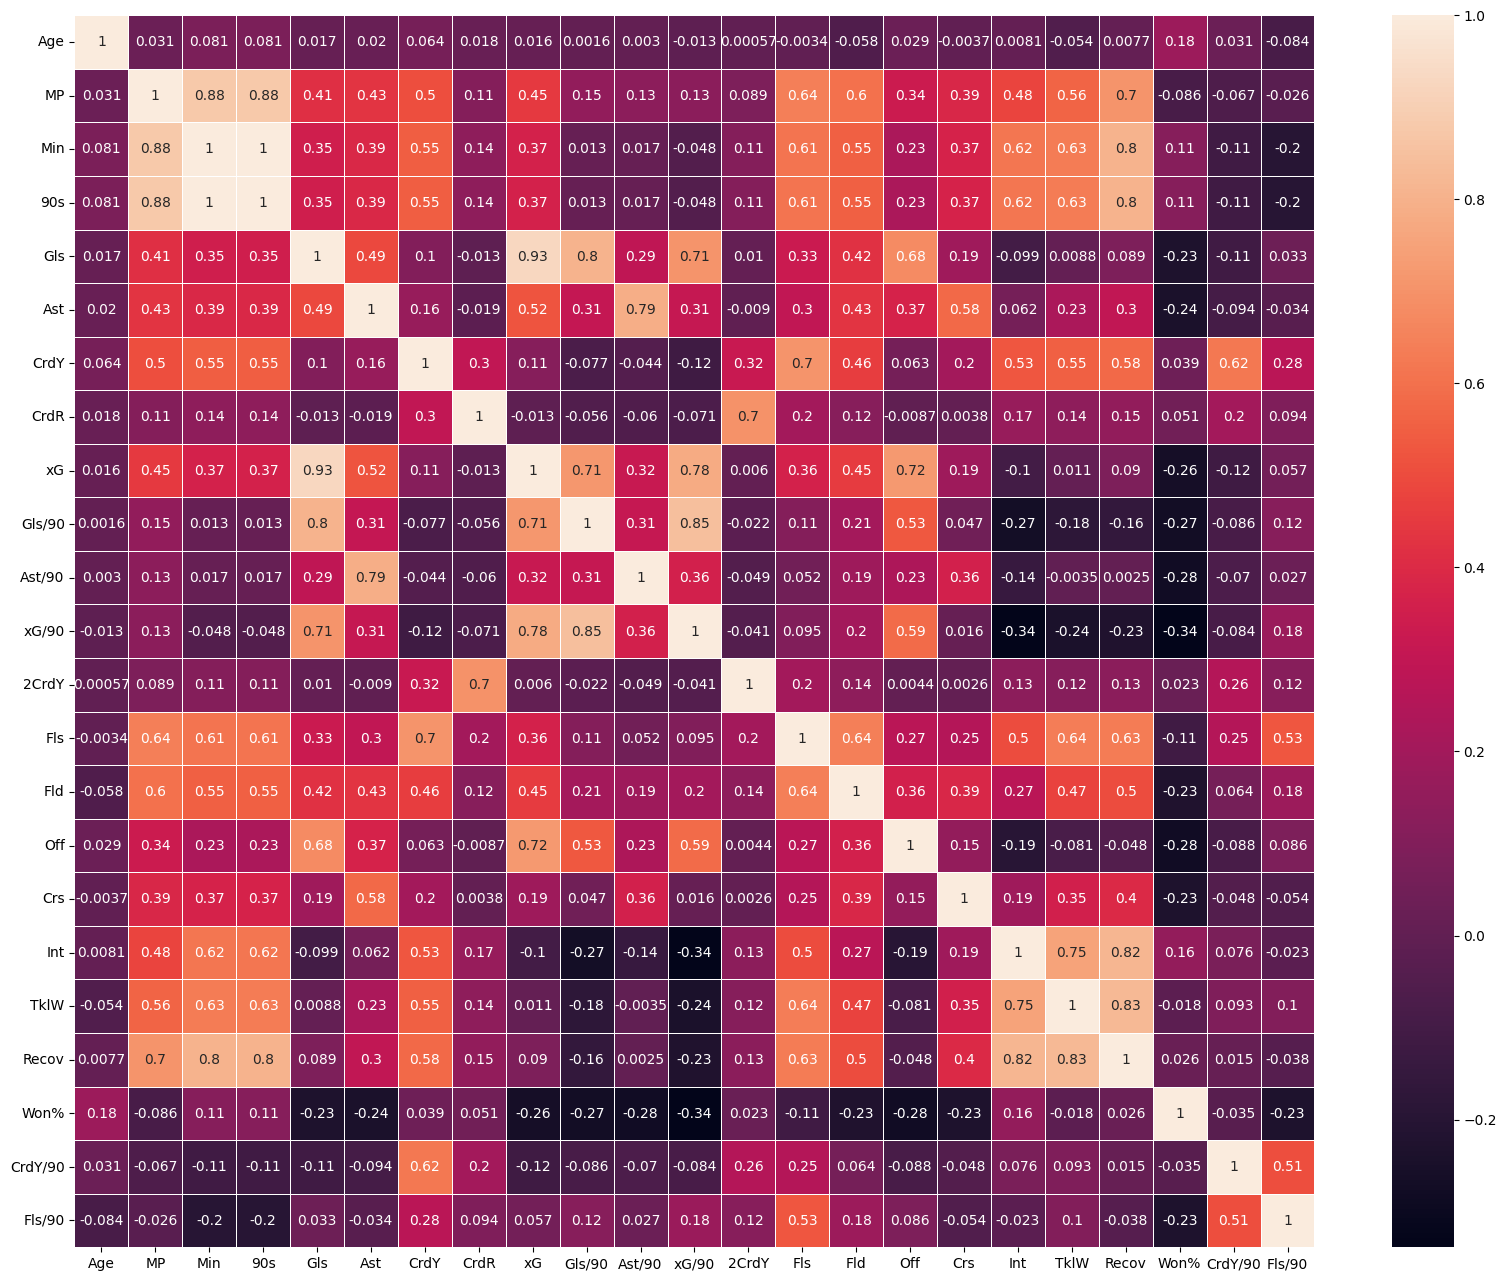 Age 1 0.031 0.081 0.081 0.017 0.02 0.064 0.018 0.016 0.0016 0.003 -0.013 0.00057 -0.0034 -0.058 0.029 -0.0037 0.0081 -0.054 0.0077 0.18 0.031 -0.084
MP 0.031 1 0.88 0.88 0.41 0.43 0.5 0.11 0.45 0.15 0.13 0.13 0.089 0.64 0.6 0.34 0.39 0.48 0.56 0.7 -0.086 -0.067 -0.026
Min 0.081 0.88 1 1 0.35 0.39 0.55 0.14 0.37 0.013 0.017 -0.048 0.11 0.61 0.55 0.23 0.37 0.62 0.63 0.8 0.11 -0.11 -0.2
90s 0.081 0.88 1 1 0.35 0.39 0.55 0.14 0.37 0.013 0.017 -0.048 0.11 0.61 0.55 0.23 0.37 0.62 0.63 0.8 0.11 -0.11 -0.2
Gls 0.017 0.41 0.35 0.35 1 0.49 0.1 -0.013 0.93 0.8 0.29 0.71 0.01 0.33 0.42 0.68 0.19 -0.099 0.0088 0.089 -0.23 -0.11 0.033
Ast 0.02 0.43 0.39 0.39 0.49 1 0.16 -0.019 0.52 0.31 0.79 0.31 -0.009 0.3 0.43 0.37 0.58 0.062 0.23 0.3 -0.24 -0.094 -0.034
CrdY 0.064 0.5 0.55 0.55 0.1 0.16 1 0.3 0.11 -0.077 -0.044 -0.12 0.32 0.7 0.46 0.063 0.2 0.53 0.55 0.58 0.039 0.62 0.28
CrdR 0.018 0.11 0.14 0.14 -0.013 -0.019 0.3 1 -0.013 -0.056 -0.06 -0.071 0.7 0.2 0.12 -0.0087 0.0038 0.17 0.14 0.15 0.051 0.2 0.094
xG 0.016 0.45 0.37 0.37 0.93 0.52 0.11 -0.013 1 0.71 0.32 0.78 0.006 0.36 0.45 0.72 0.19 -0.1 0.011 0.09 -0.26 -0.12 0.057
Gls/90 0.0016 0.15 0.013 0.013 0.8 0.31 -0.077 -0.056 0.71 1 0.31 0.85 -0.022 0.11 0.21 0.53 0.047 -0.27 -0.18 -0.16 -0.27 -0.086 0.12
Ast/90 0.003 0.13 0.017 0.017 0.29 0.79 -0.044 -0.06 0.32 0.31 1 0.36 -0.049 0.052 0.19 0.23 0.36 -0.14 -0.0035 0.0025 -0.28 -0.07 0.027
xG/90 -0.013 0.13 -0.048 -0.048 0.71 0.31 -0.12 -0.071 0.78 0.85 0.36 1 -0.041 0.095 0.2 0.59 0.016 -0.34 -0.24 -0.23 -0.34 -0.084 0.18
2CrdY 0.00057 0.089 0.11 0.11 0.01 -0.009 0.32 0.7 0.006 -0.022 -0.049 -0.041 1 0.2 0.14 0.0044 0.0026 0.13 0.12 0.13 0.023 0.26 0.12
Fls -0.0034 0.64 0.61 0.61 0.33 0.3 0.7 0.2 0.36 0.11 0.052 0.095 0.2 1 0.64 0.27 0.25 0.5 0.64 0.63 -0.11 0.25 0.53
Fld -0.058 0.6 0.55 0.55 0.42 0.43 0.46 0.12 0.45 0.21 0.19 0.2 0.14 0.64 1 0.36 0.39 0.27 0.47 0.5 -0.23 0.064 0.18
Off 0.029 0.34 0.23 0.23 0.68 0.37 0.063 -0.0087 0.72 0.53 0.23 0.59 0.0044 0.27 0.36 1 0.15 -0.19 -0.081 -0.048 -0.28 -0.088 0.086
Crs -0.0037 0.39 0.37 0.37 0.19 0.58 0.2 0.0038 0.19 0.047 0.36 0.016 0.0026 0.25 0.39 0.15 1 0.19 0.35 0.4 -0.23 -0.048 -0.054
Int 0.0081 0.48 0.62 0.62 -0.099 0.062 0.53 0.17 -0.1 -0.27 -0.14 -0.34 0.13 0.5 0.27 -0.19 0.19 1 0.75 0.82 0.16 0.076 -0.023
TklW -0.054 0.56 0.63 0.63 0.0088 0.23 0.55 0.14 0.011 -0.18 -0.0035 -0.24 0.12 0.64 0.47 -0.081 0.35 0.75 1 0.83 -0.018 0.093 0.1
Recov 0.0077 0.7 0.8 0.8 0.089 0.3 0.58 0.15 0.09 -0.16 0.0025 -0.23 0.13 0.63 0.5 -0.048 0.4 0.82 0.83 1 0.026 0.015 -0.038
Won% 0.18 -0.086 0.11 0.11 -0.23 -0.24 0.039 0.051 -0.26 -0.27 -0.28 -0.34 0.023 -0.11 -0.23 -0.28 -0.23 0.16 -0.018 0.026 1 -0.035 -0.23
CrdY/90 0.031 -0.067 -0.11 -0.11 -0.11 -0.094 0.62 0.2 -0.12 -0.086 -0.07 -0.084 0.26 0.25 0.064 -0.088 -0.048 0.076 0.093 0.015 -0.035 1 0.51
Fls/90 -0.084 -0.026 -0.2 -0.2 0.033 -0.034 0.28 0.094 0.057 0.12 0.027 0.18 0.12 0.53 0.18 0.086 -0.054 -0.023 0.1 -0.038 -0.23 0.51 1
Age MP Min 90s Gls Ast CrdY CrdR xG Gls/90 Ast/90 xG/90 2CrdY Fls Fld Off Crs Int TklW Recov Won% CrdY/90 Fls/90
1.0
0.8
0.6
0.4
0.2
0.0
-0.2